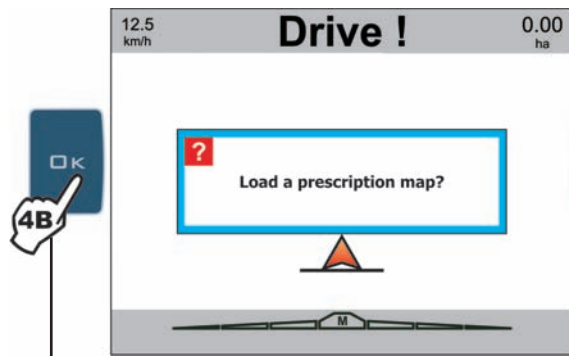 12.5
km/h
Drive !
0.00
ha
?
Load a prescription map?
OK
4B
M